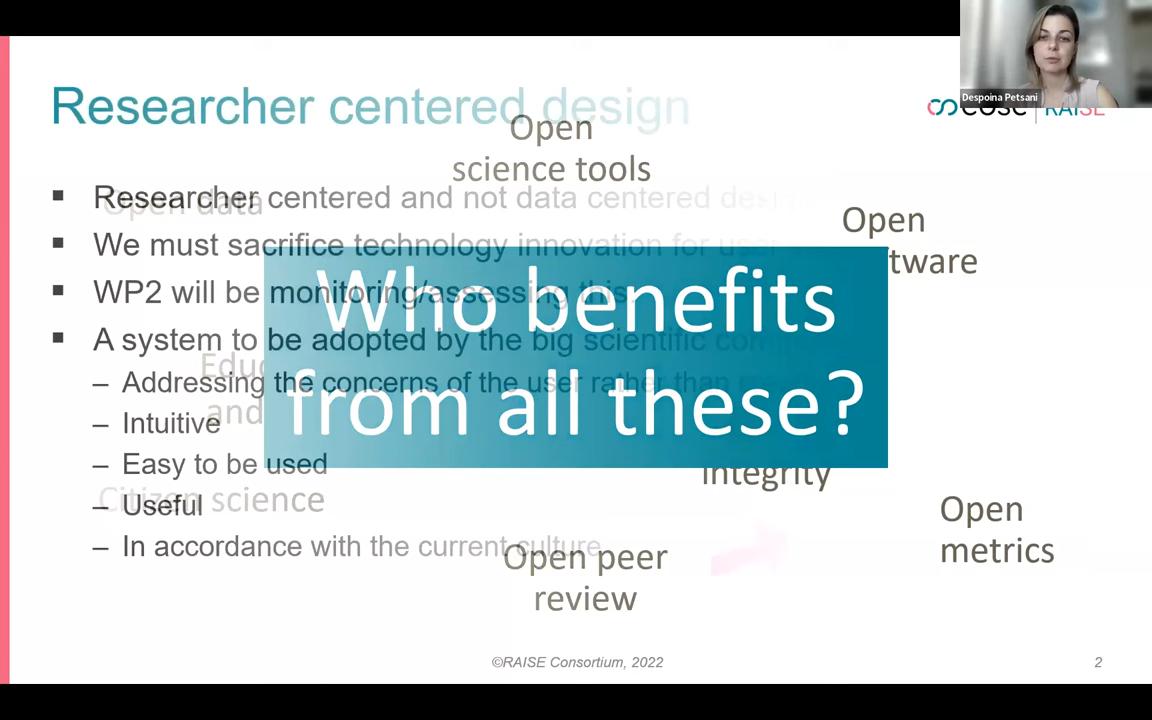 Despoina Petsani
eosc | RAISE
Researcher centered design
Open
science tools
Researcher centered and not data centered
Open data
Open
tware
We must sacrifice technology innovation for
WP2 will be monitoring/assessing this
A system to be adopted by the big scientific
Who benefits
from all these?
– Addressing the concerns of the user rather than
and
– Intuitive
– Easy to be used
integrity
Citizen science
– Useful
Open
metrics
– In accordance with the current culture
Open peer
review
©RAISE Consortium, 2022
2